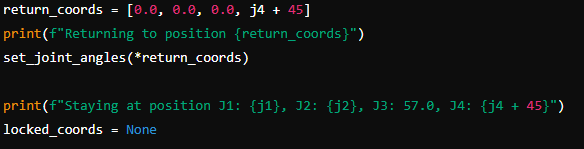 return_coords = [0.0, 0.0, 0.0, j4 + 45]
print(f"Returning to position {return_coords}")
set_joint_angles(*return_coords)

print(f"Staying at position J1: {j1}, J2: {j2}, J3: 57.0, J4: {j4 + 45}")
locked_coords = None